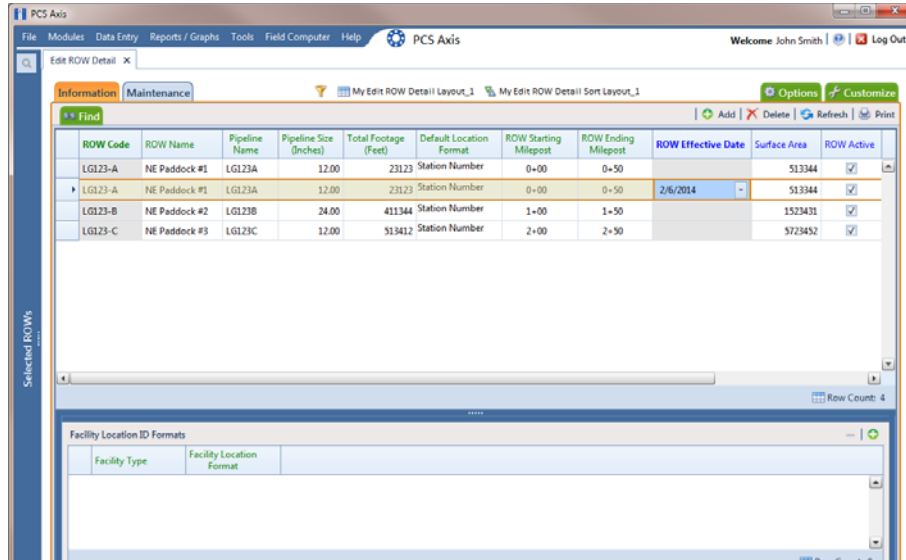 PCS Axis
File Modules Data Entry Reports / Graphs Tools Field Computer Help PCS Axis Welcome John Smith | | Log Out
Edit ROW Detail X
Information Maintenance My Edit ROW Detail Layout_1 My Edit ROW Detail Sort Layout_1 Options Customize
Find | Add | Delete | Refresh | Print
ROW Code ROW Name Pipeline Name Pipeline Size (Inches) Total Footage (Feet) Default Location Format ROW Starting Milepost ROW Ending Milepost ROW Effective Date Surface Area ROW Active
LG123-A NE Paddock #1 LG123A 12.00 23123 Station Number 0+00 0+50 513344
LG123-A NE Paddock #1 LG123A 12.00 23123 Station Number 0+00 0+50 2/6/2014 513344
LG123-B NE Paddock #2 LG123B 24.00 411344 Station Number 1+00 1+50 1523431
LG123-C NE Paddock #3 LG123C 12.00 513412 Station Number 2+00 2+50 5723452
Selected ROWs
Row Count: 4
Facility Location ID Formats
Facility Type Facility Location Format